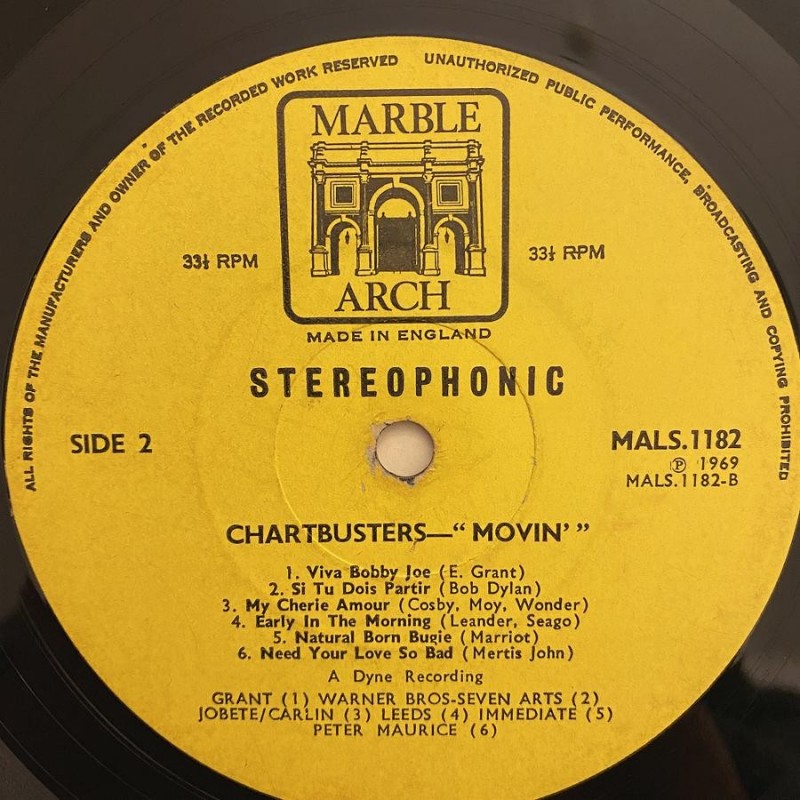 ALL RIGHTS OF THE MANUFACTURERS AND OWNER OF THE RECORDED WORK RESERVED UNAUTHORIZED PUBLIC PERFORMANCE, BROADCASTING AND COPYING PROHIBITED
MARBLE
ARCH
33⅓ RPM 33⅓ RPM
MADE IN ENGLAND
STEREOPHONIC
SIDE 2 MALS.1182
℗ 1969
MALS.1182-B
CHARTBUSTERS—“ MOVIN’ ”
1. Viva Bobby Joe (E. Grant)
2. Si Tu Dois Partir (Bob Dylan)
3. My Cherie Amour (Cosby, Moy, Wonder)
4. Early In The Morning (Leander, Seago)
5. Natural Born Bugie (Marriot)
6. Need Your Love So Bad (Mertis John)
A Dyne Recording
GRANT (1) WARNER BROS-SEVEN ARTS (2)
JOBETE/CARLIN (3) LEEDS (4) IMMEDIATE (5)
PETER MAURICE (6)